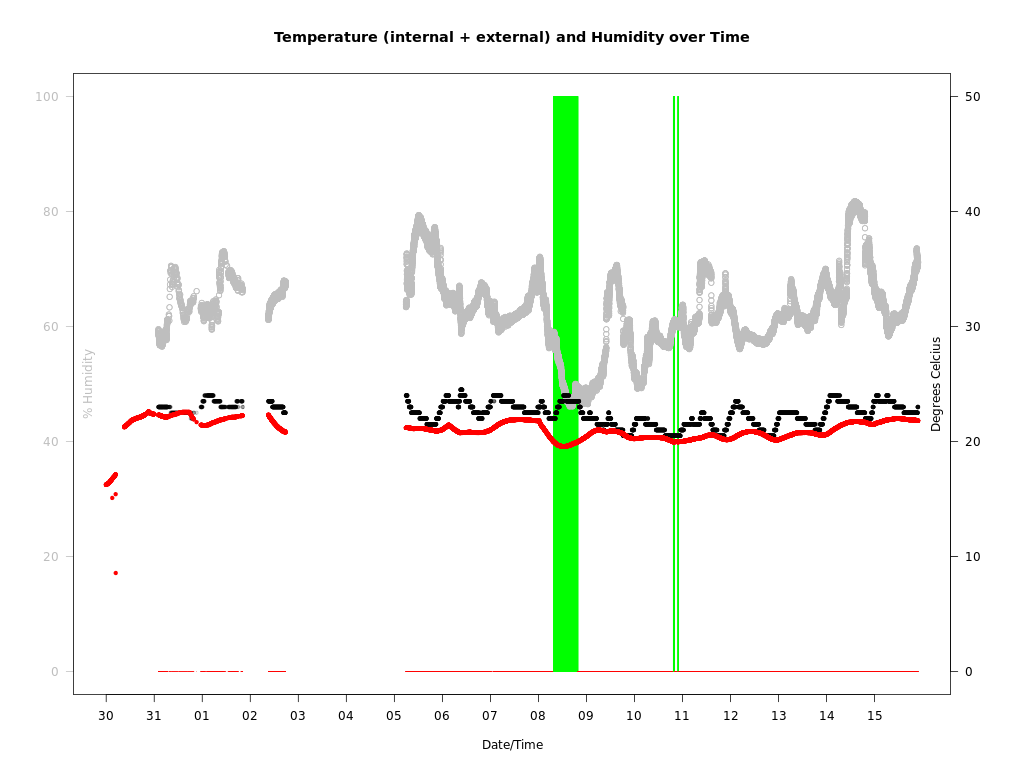 Temperature (internal + external) and Humidity over Time
100
80
60
40
20
0
% Humidity
50
40
30
20
10
0
Degrees Celcius
30 31 01 02 03 04 05 06 07 08 09 10 11 12 13 14 15
Date/Time